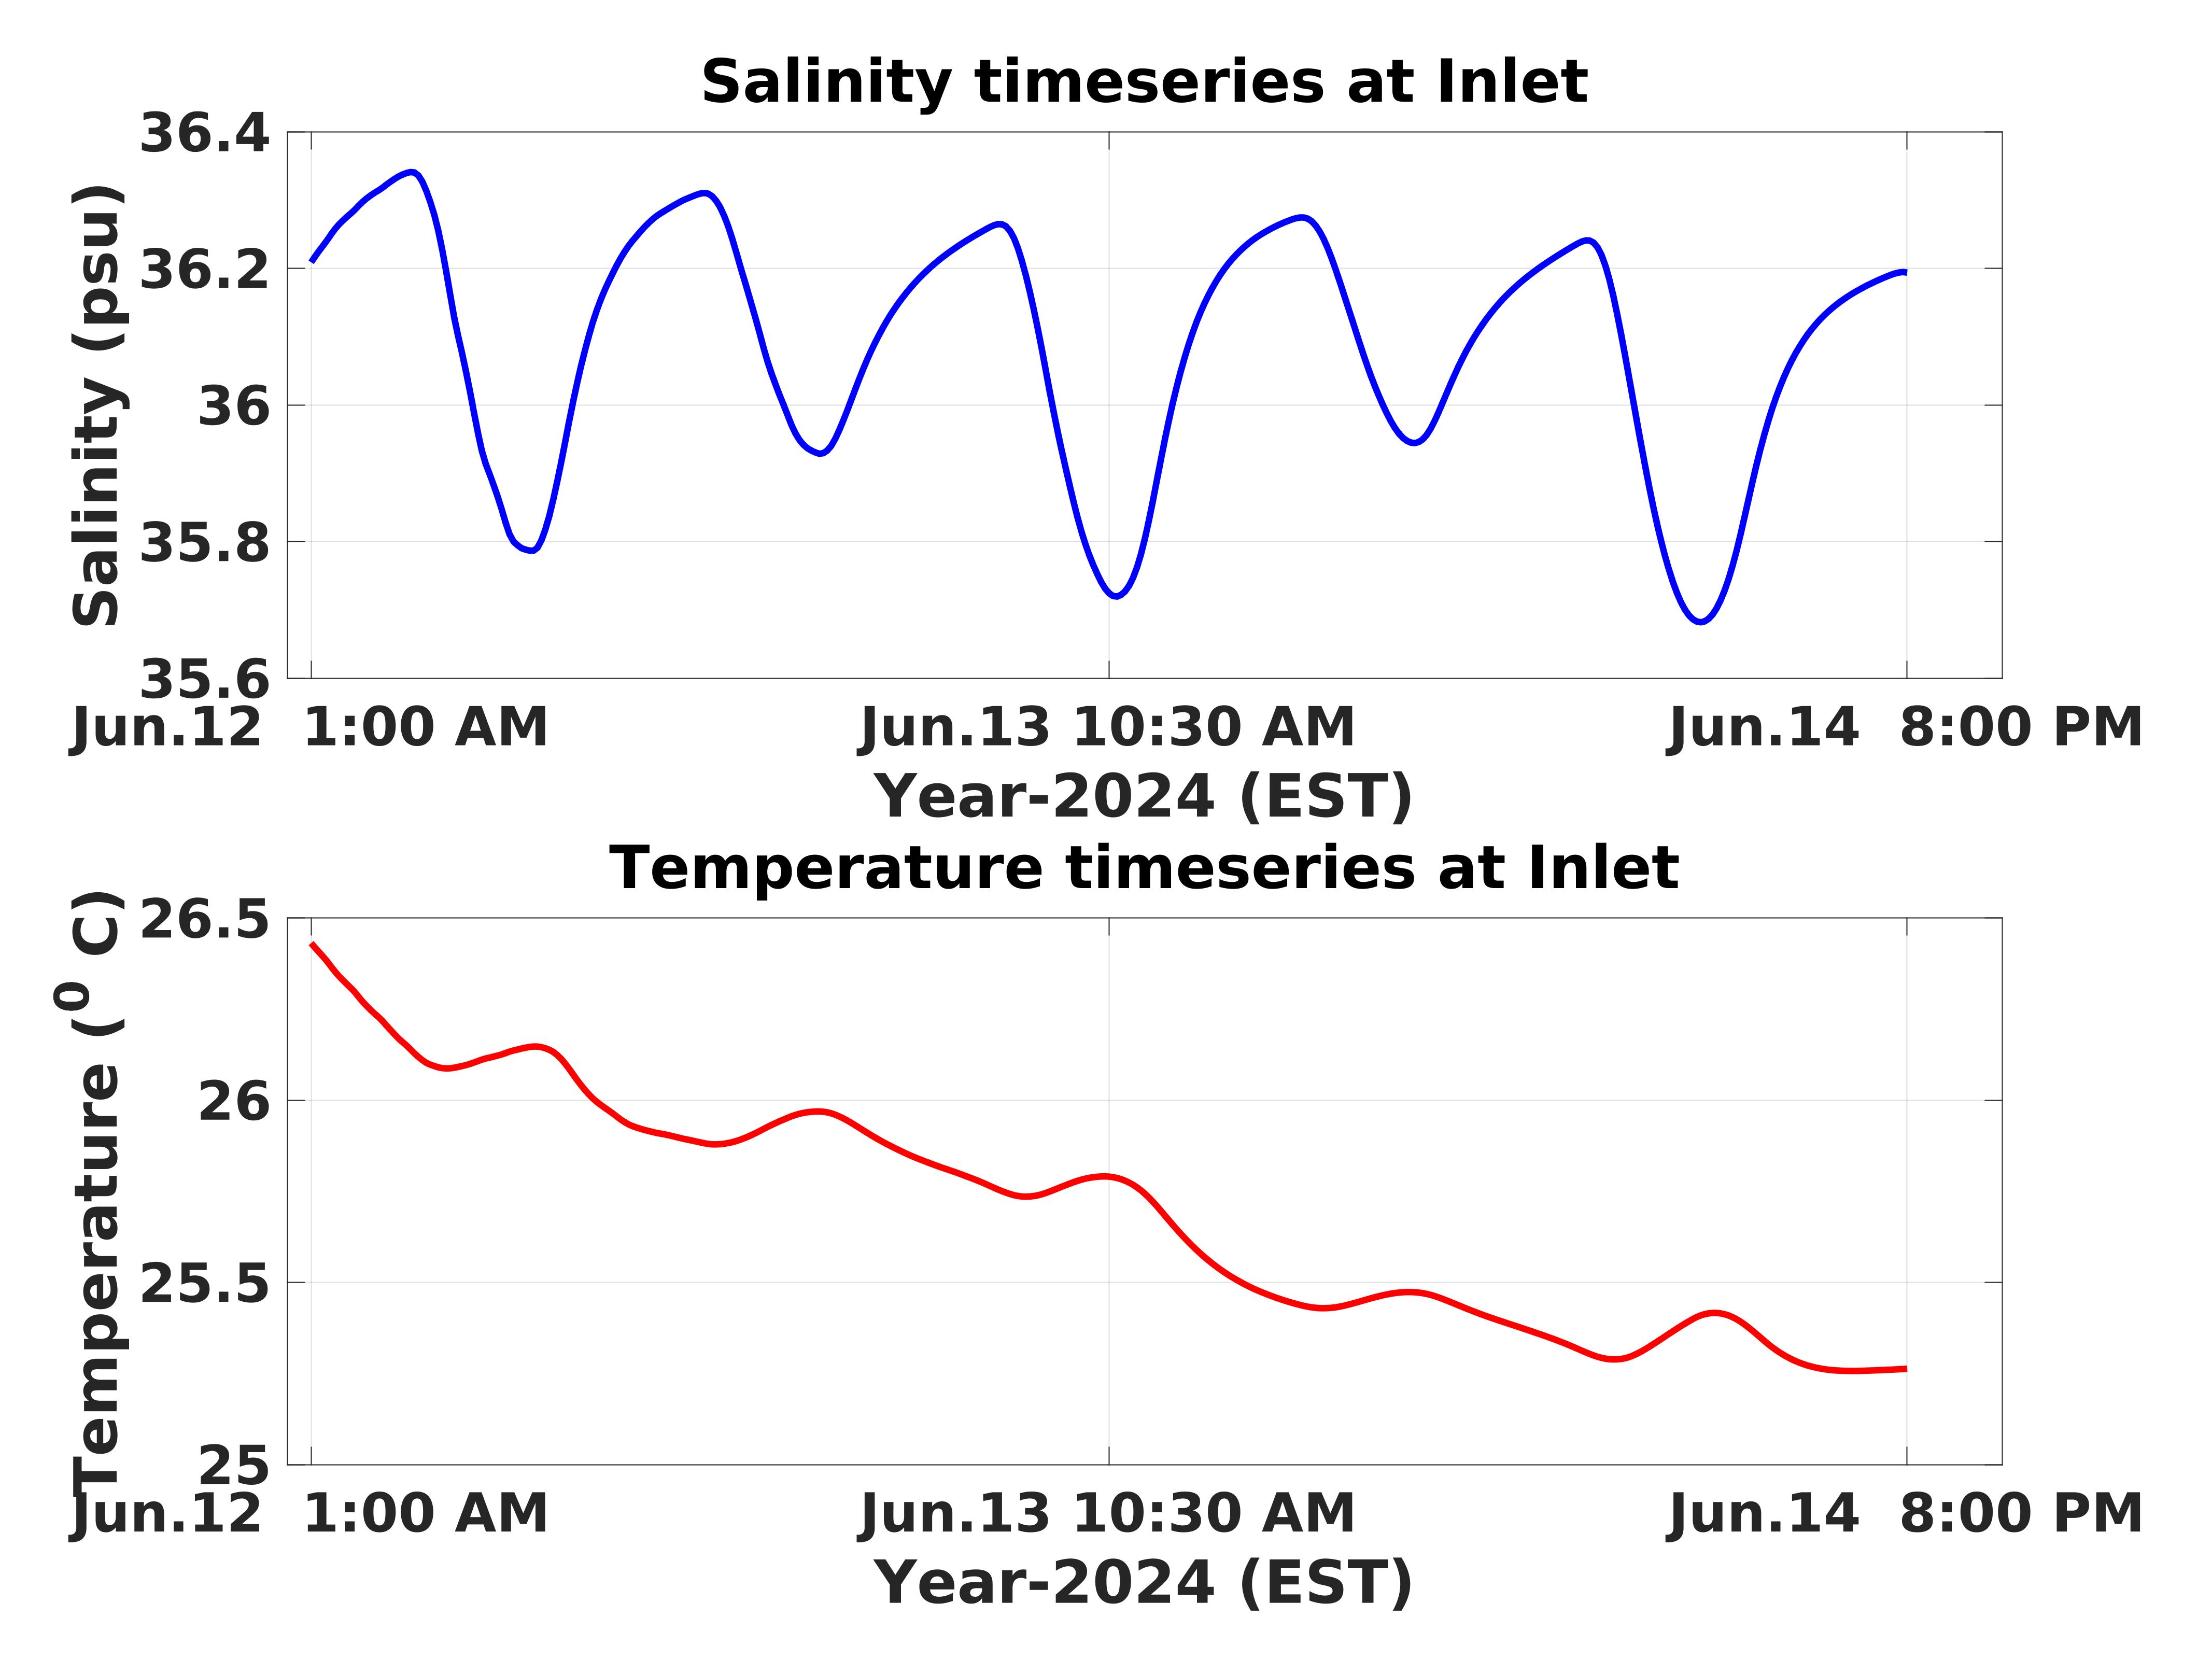 Salinity timeseries at Inlet
Salinity (psu)
36.4
36.2
36
35.8
35.6
Jun.12  1:00 AM
Jun.13 10:30 AM
Jun.14  8:00 PM
Year-2024 (EST)
Temperature timeseries at Inlet
Temperature (⁰ C)
26.5
26
25.5
25
Jun.12  1:00 AM
Jun.13 10:30 AM
Jun.14  8:00 PM
Year-2024 (EST)